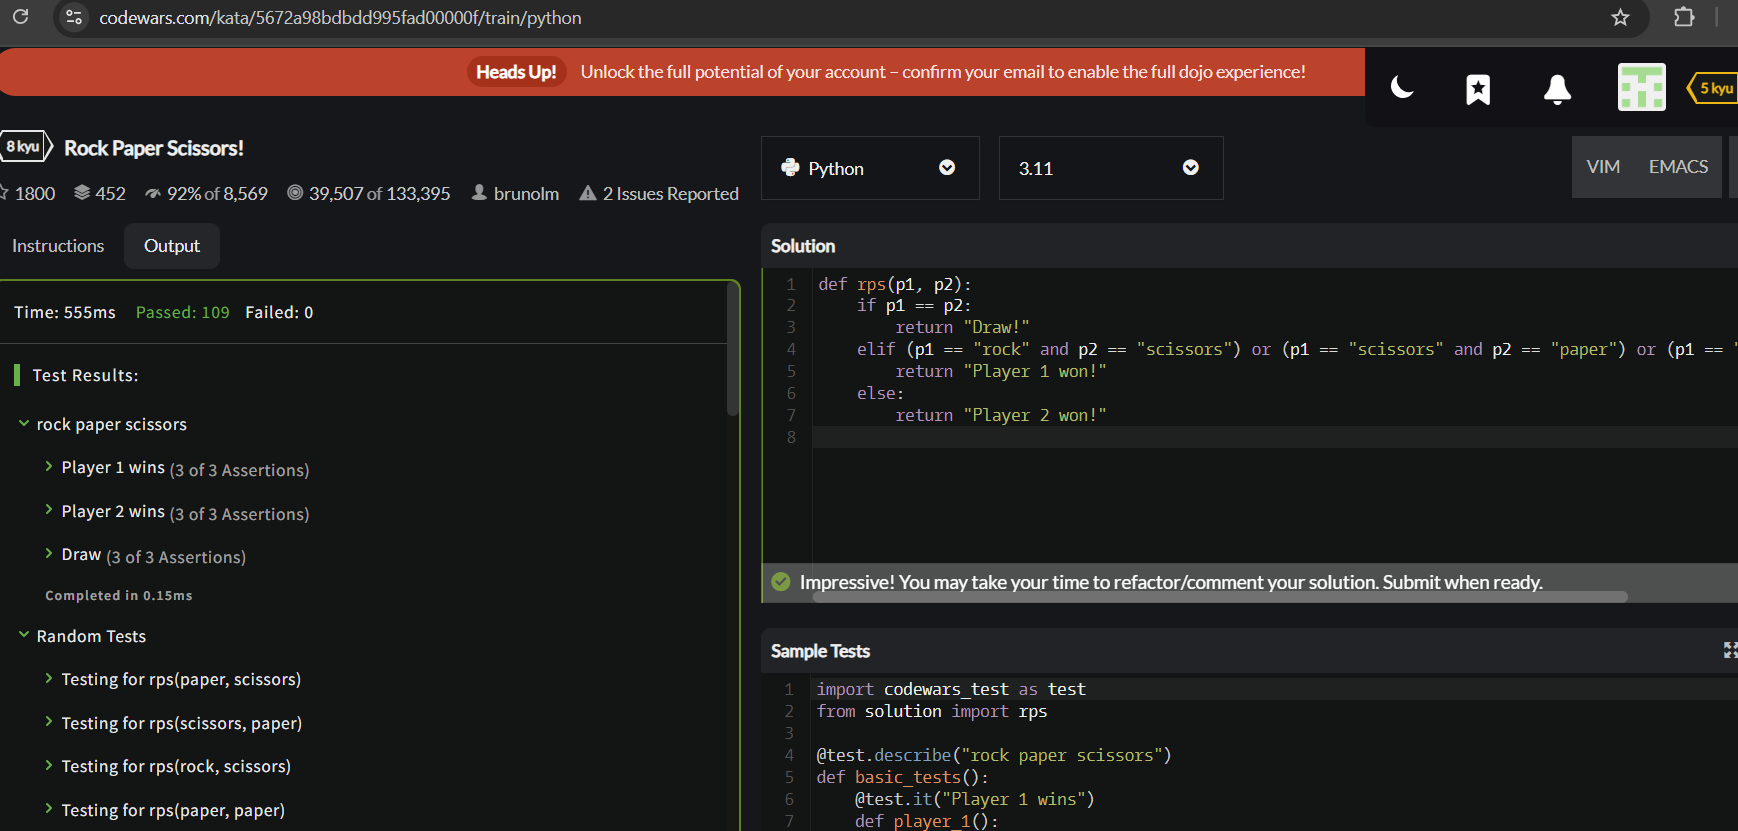 codewars.com/kata/5672a98bdbdd995fad00000f/train/python
Heads Up! Unlock the full potential of your account – confirm your email to enable the full dojo experience!
5 kyu
8 kyu Rock Paper Scissors!
1800 452 92% of 8,569 39,507 of 133,395 brunolm 2 Issues Reported
Python
3.11
VIM EMACS
Instructions Output
Time: 555ms Passed: 109 Failed: 0
Test Results:
rock paper scissors
Player 1 wins (3 of 3 Assertions)
Player 2 wins (3 of 3 Assertions)
Draw (3 of 3 Assertions)
Completed in 0.15ms
Random Tests
Testing for rps(paper, scissors)
Testing for rps(scissors, paper)
Testing for rps(rock, scissors)
Testing for rps(paper, paper)
Solution
1 def rps(p1, p2):
2 if p1 == p2:
3 return "Draw!"
4 elif (p1 == "rock" and p2 == "scissors") or (p1 == "scissors" and p2 == "paper") or (p1 == "
5 return "Player 1 won!"
6 else:
7 return "Player 2 won!"
8
Impressive! You may take your time to refactor/comment your solution. Submit when ready.
Sample Tests
1 import codewars_test as test
2 from solution import rps
3
4 @test.describe("rock paper scissors")
5 def basic_tests():
6 @test.it("Player 1 wins")
7 def player_1():